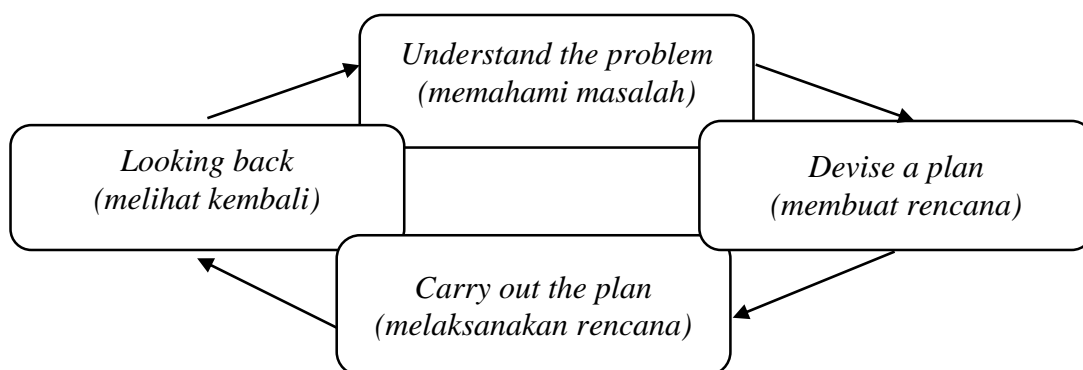 Understand the problem
(memahami masalah)
Looking back
(melihat kembali)
Devise a plan
(membuat rencana)
Carry out the plan
(melaksanakan rencana)